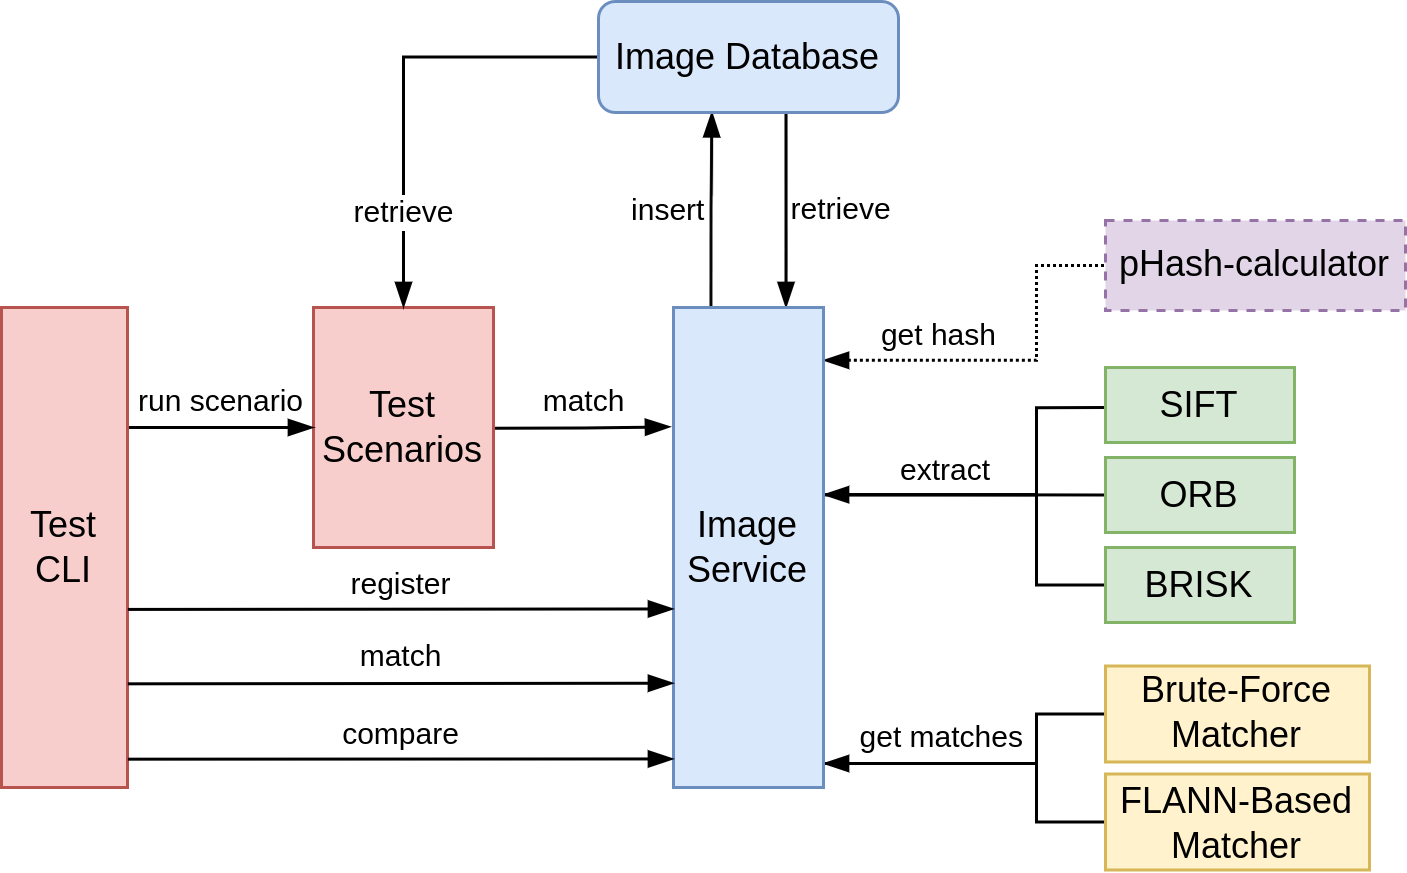 Image Database
retrieve
insert
retrieve
pHash-calculator
get hash
run scenario
Test
Scenarios
match
SIFT
extract
ORB
Test
CLI
Image
Service
BRISK
register
match
compare
get matches
Brute-Force
Matcher
FLANN-Based
Matcher